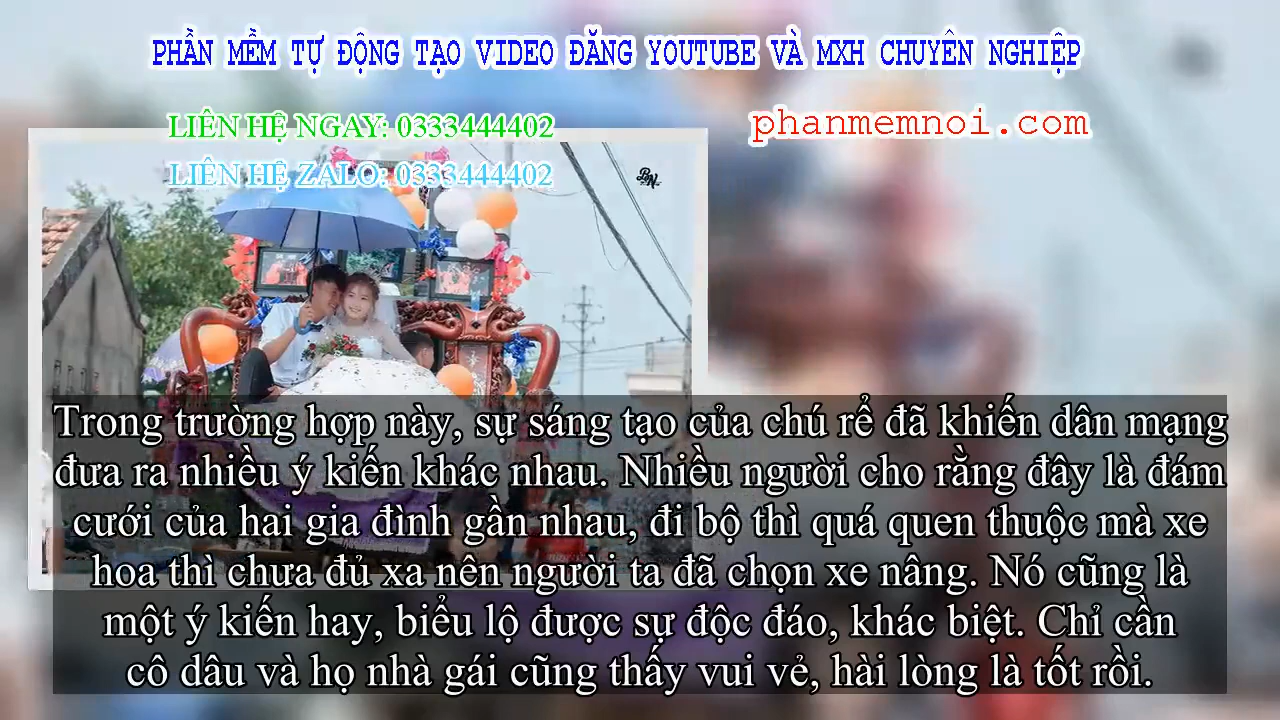 PHẦN MỀM TỰ ĐỘNG TẠO VIDEO ĐĂNG YOUTUBE VÀ MXH CHUYÊN NGHIỆP
LIÊN HỆ NGAY: 0333444402
phanmemnoi.com
LIÊN HỆ ZALO: 0333444402
BN
Trong trường hợp này, sự sáng tạo của chú rể đã khiến dân mạng
đưa ra nhiều ý kiến khác nhau. Nhiều người cho rằng đây là đám
cưới của hai gia đình gần nhau, đi bộ thì quá quen thuộc mà xe
hoa thì chưa đủ xa nên người ta đã chọn xe nâng. Nó cũng là
một ý kiến hay, biểu lộ được sự độc đáo, khác biệt. Chỉ cần
cô dâu và họ nhà gái cũng thấy vui vẻ, hài lòng là tốt rồi.